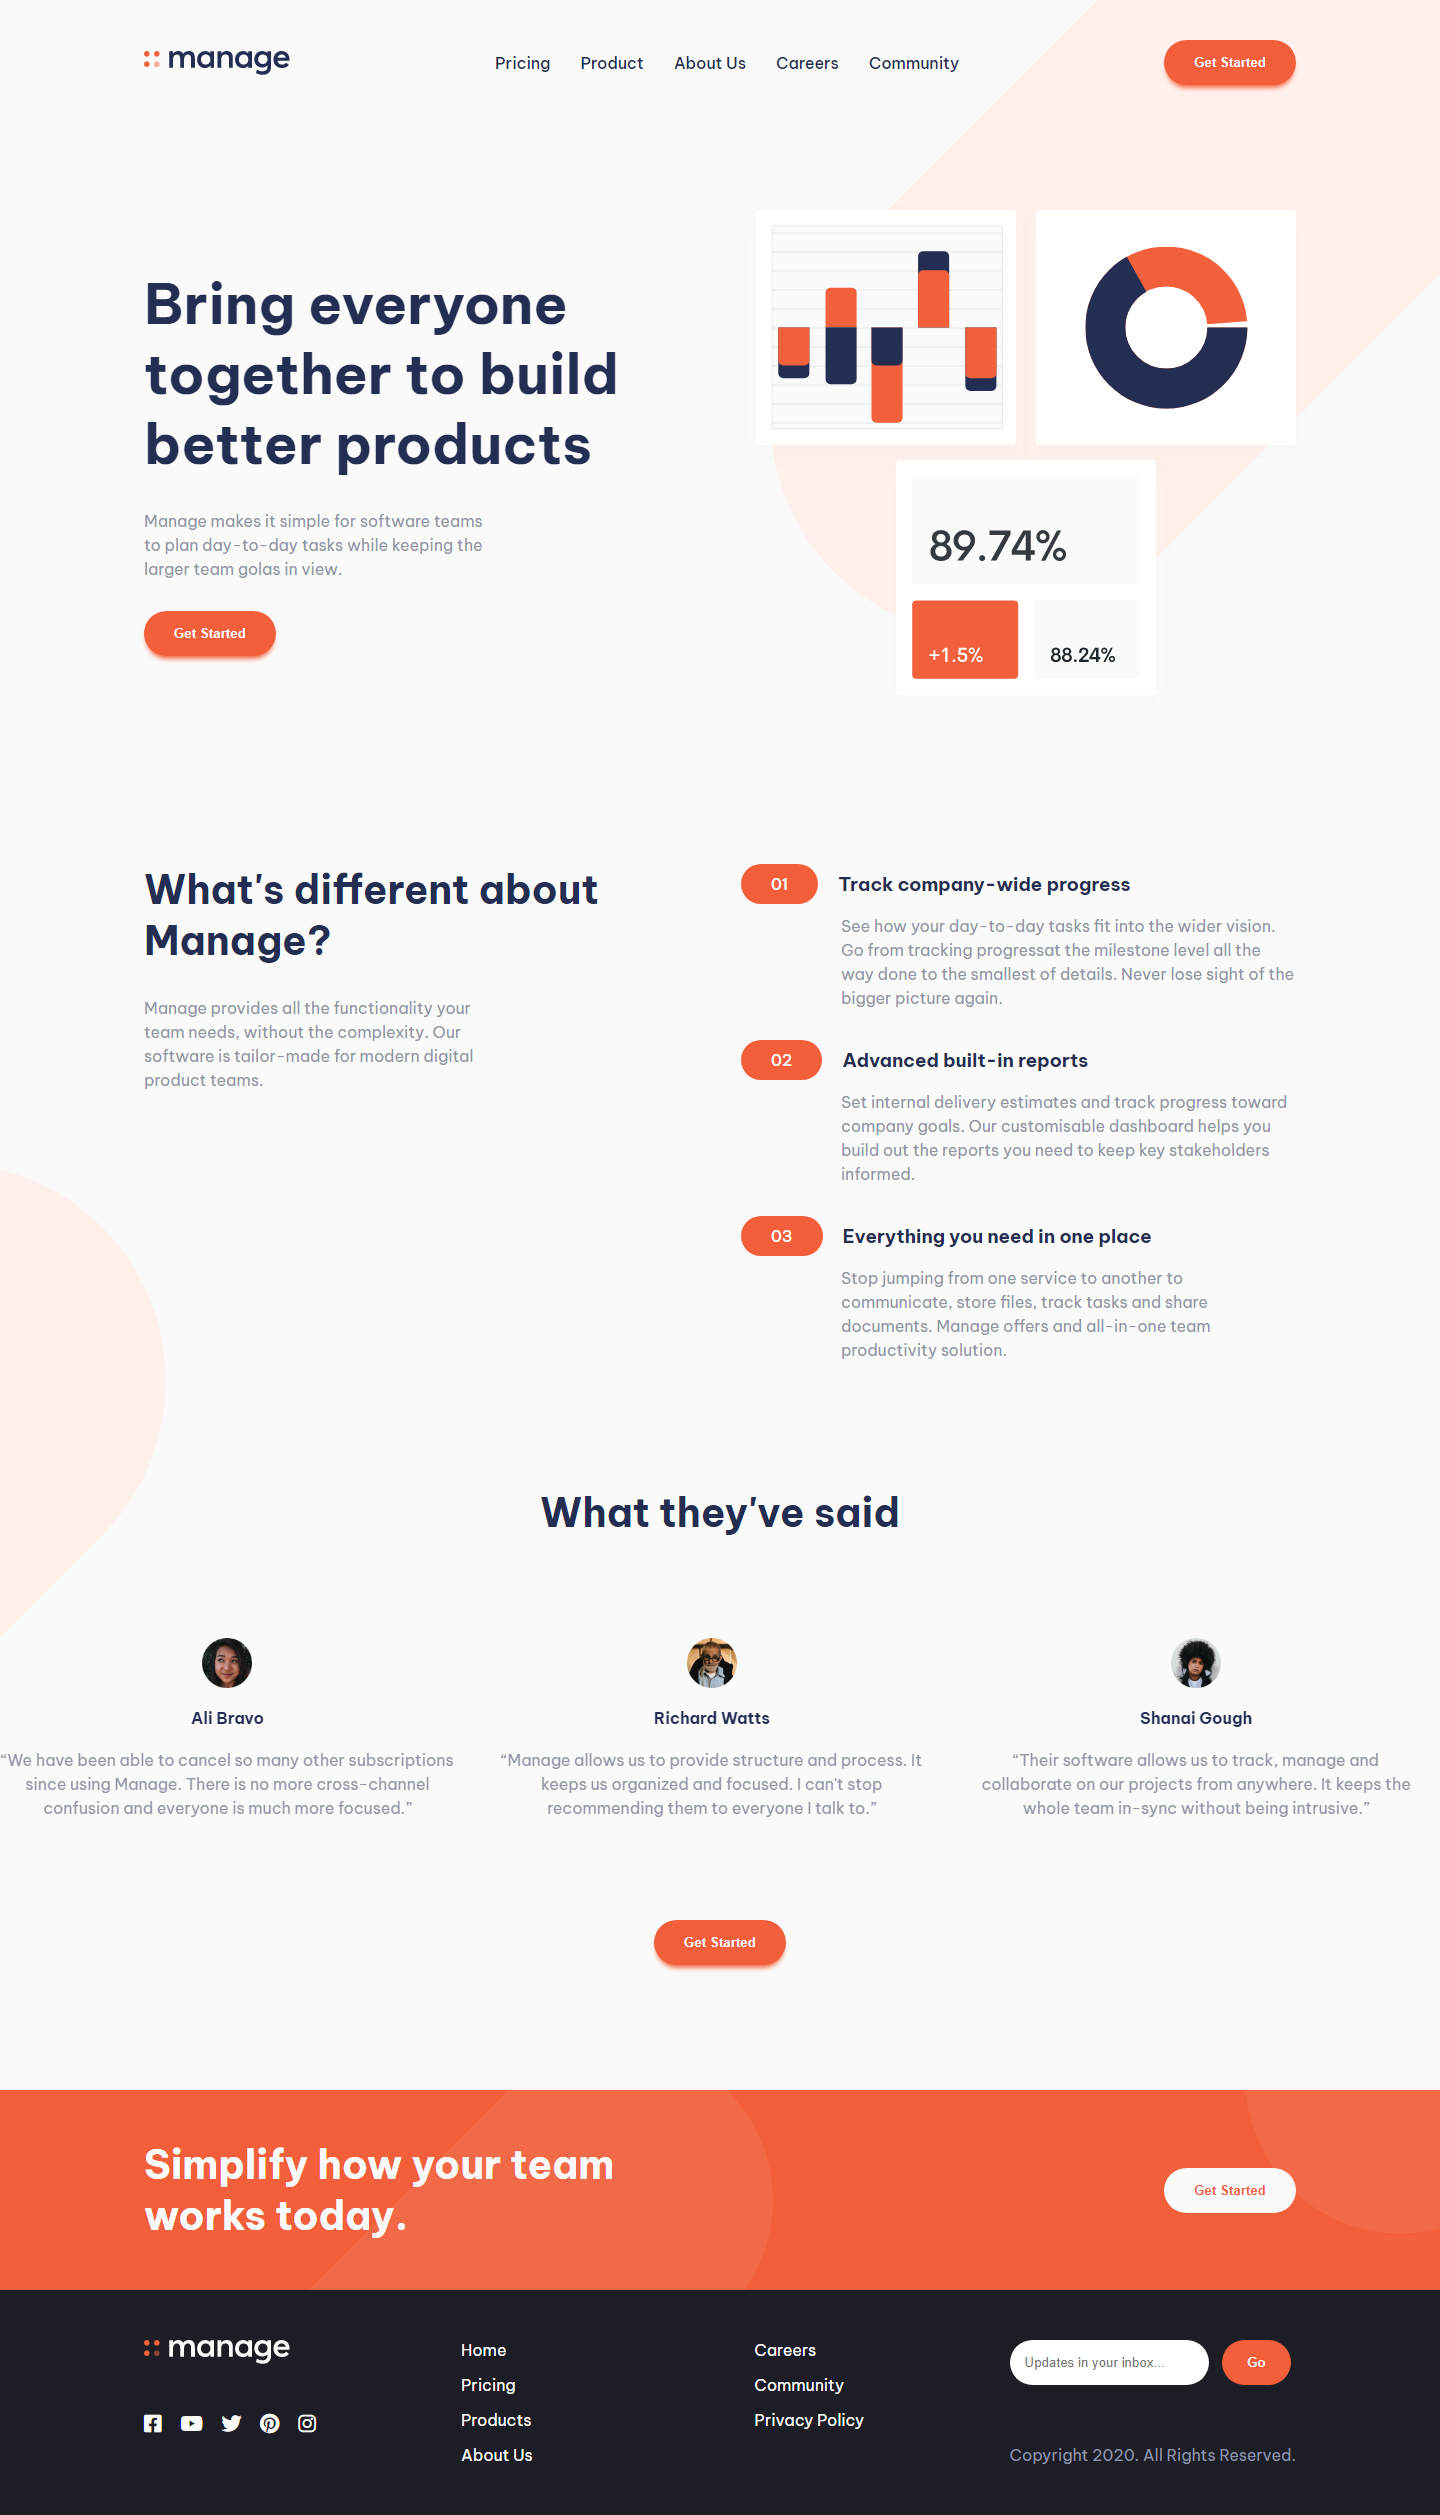 manage
Pricing Product About Us Careers Community
Get Started
Bring everyone
together to build
better products
Manage makes it simple for software teams
to plan day-to-day tasks while keeping the
larger team golas in view.
Get Started
89.74%
+1.5%
88.24%
What's different about
Manage?
Manage provides all the functionality your
team needs, without the complexity. Our
software is tailor-made for modern digital
product teams.
01 Track company-wide progress
See how your day-to-day tasks fit into the wider vision.
Go from tracking progressat the milestone level all the
way done to the smallest of details. Never lose sight of the
bigger picture again.
02 Advanced built-in reports
Set internal delivery estimates and track progress toward
company goals. Our customisable dashboard helps you
build out the reports you need to keep key stakeholders
informed.
03 Everything you need in one place
Stop jumping from one service to another to
communicate, store files, track tasks and share
documents. Manage offers and all-in-one team
productivity solution.
What they've said
Ali Bravo
“We have been able to cancel so many other subscriptions
since using Manage. There is no more cross-channel
confusion and everyone is much more focused.”
Richard Watts
“Manage allows us to provide structure and process. It
keeps us organized and focused. I can't stop
recommending them to everyone I talk to.”
Shanai Gough
“Their software allows us to track, manage and
collaborate on our projects from anywhere. It keeps the
whole team in-sync without being intrusive.”
Get Started
Simplify how your team
works today.
Get Started
manage
Home
Pricing
Products
About Us
Careers
Community
Privacy Policy
Updates in your inbox...
Go
Copyright 2020. All Rights Reserved.